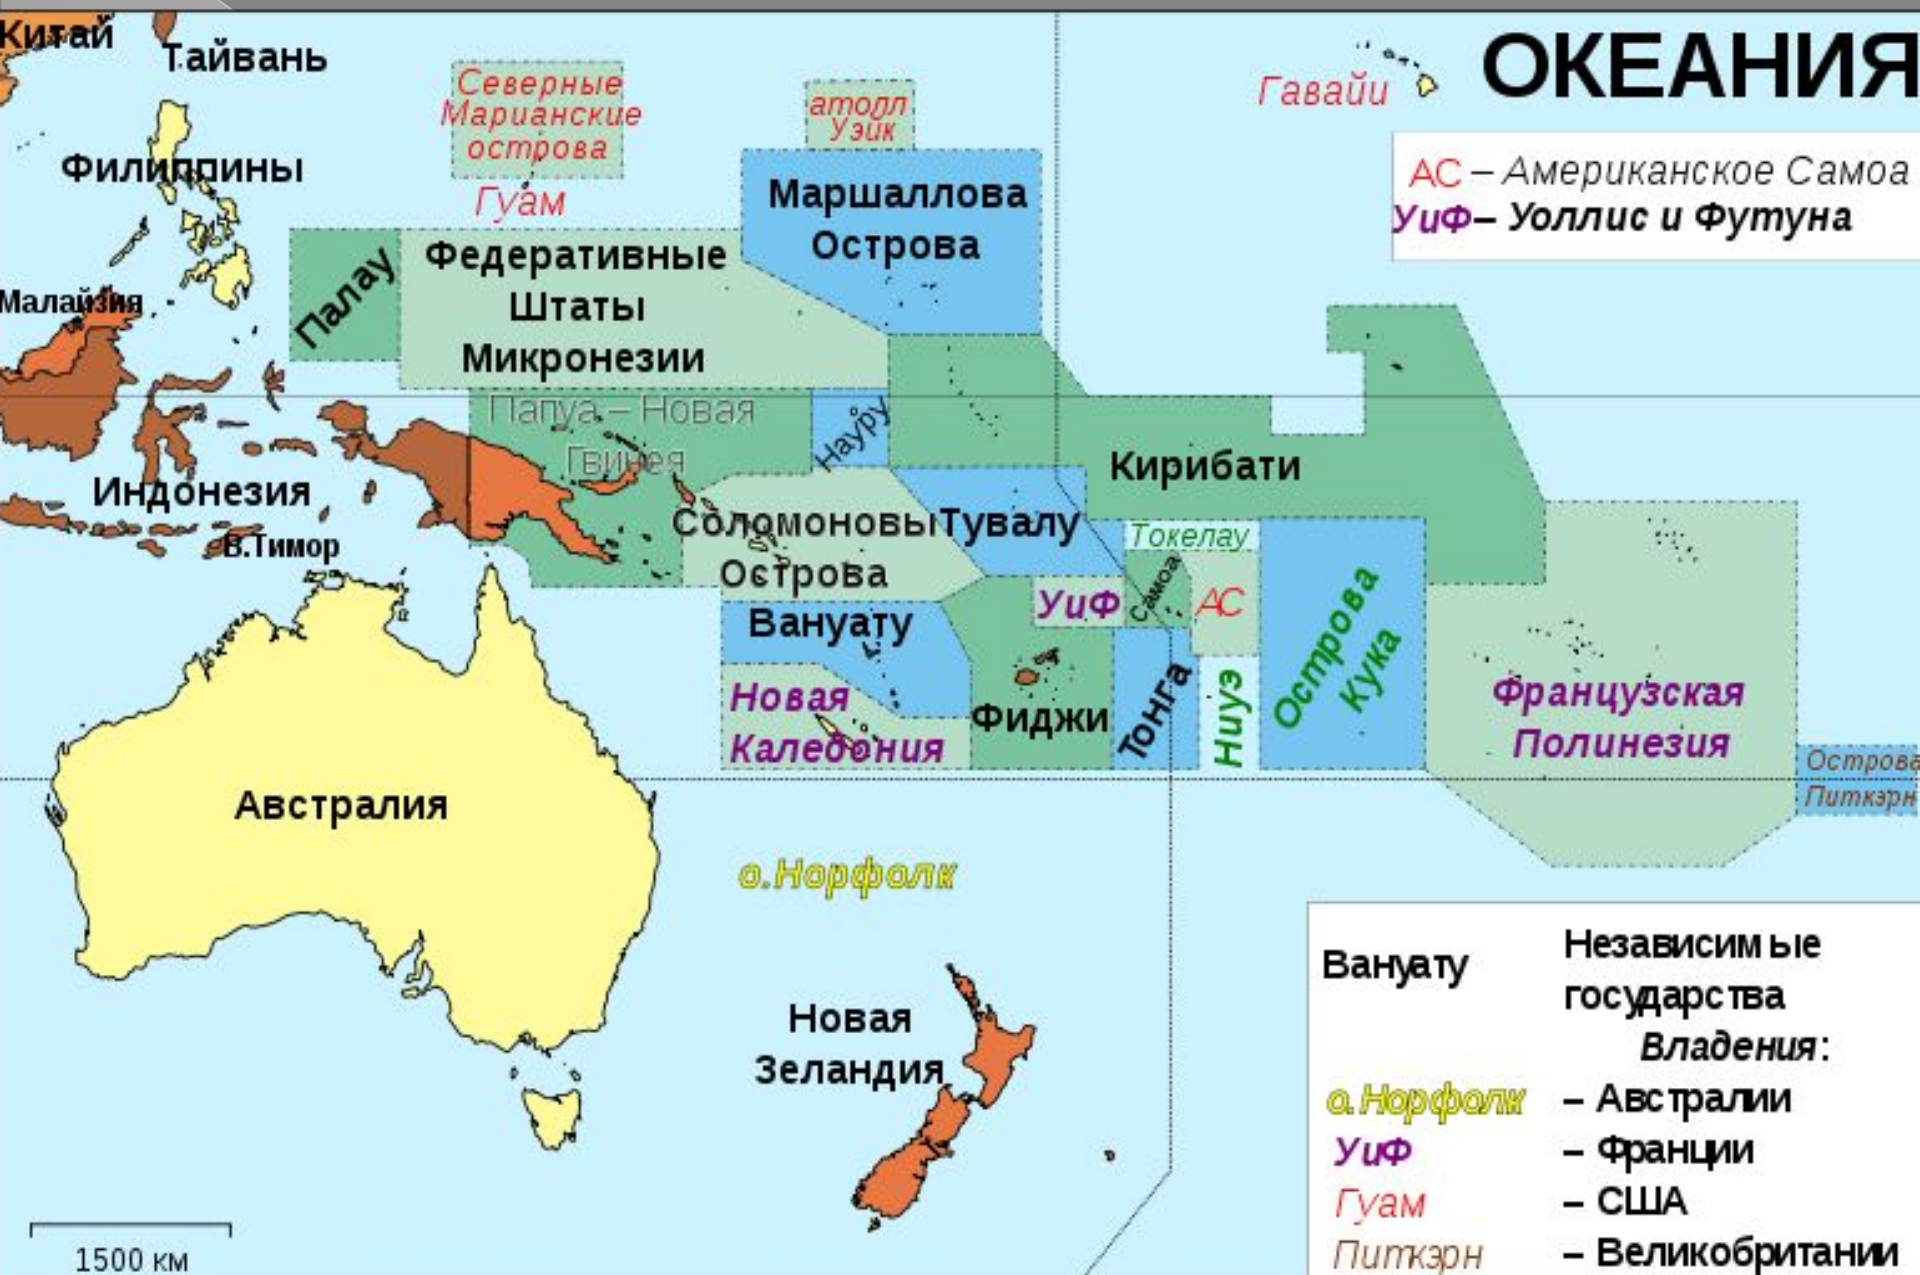 Китай
Тайвань
Северные
Марианские
острова
Гуам
атолл
Уэйк
Гавайи
ОКЕАНИЯ
АС – Американское Самоа
УиФ – Уоллис и Футуна
Филиппины
Маршаллова
Острова
Палау
Федеративные
Штаты
Микронезии
Малайзия
Папуа – Новая
Гвинея
Науру
Кирибати
Индонезия
В.Тимор
Соломоновы
Острова
Тувалу
Токелау
Самоа
АС
УиФ
Острова
Кука
Вануату
Новая
Каледония
Фиджи
Тонга
Ниуэ
Французская
Полинезия
Острова
Питкэрн
Австралия
о.Норфолк
Новая
Зеландия
Вануату
Независимые
государства
Владения:
о.Норфолк – Австралии
УиФ – Франции
Гуам – США
Питкэрн – Великобритании
1500 км